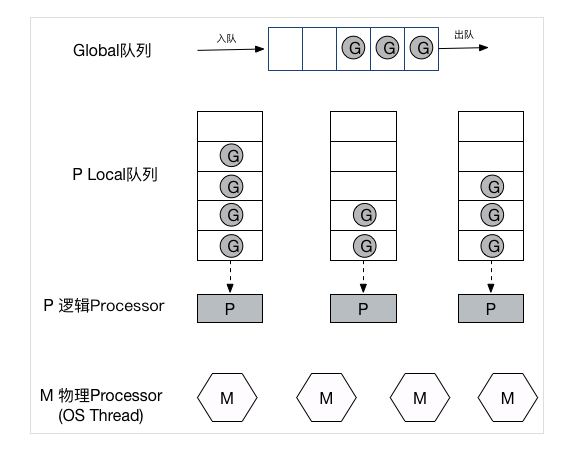 Global队列
入队
G G G
出队
P Local队列
G
G G
G G G
G G G
P 逻辑Processor
P P P
M 物理Processor
(OS Thread)
M M M M